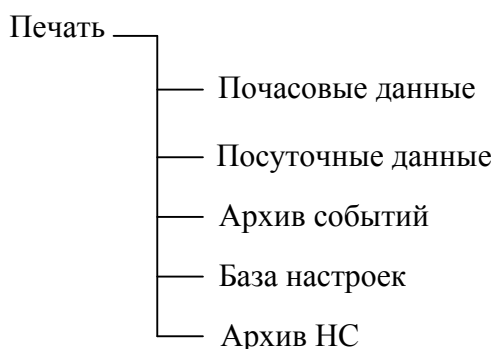 Печать
Почасовые данные
Посуточные данные
Архив событий
База настроек
Архив НС